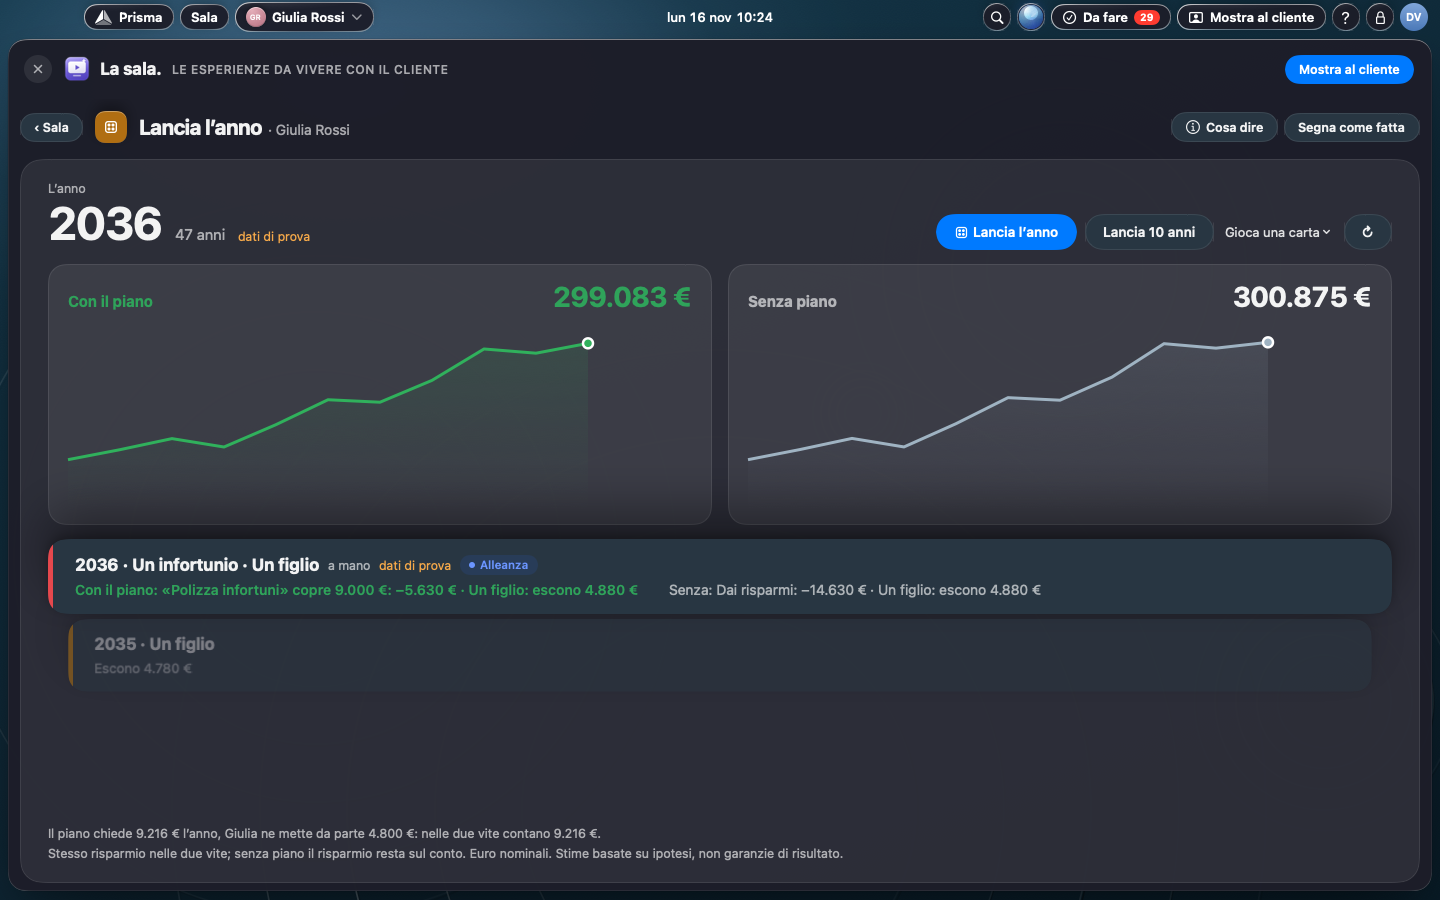 Prisma
Sala
GR Giulia Rossi
lun 16 nov 10:24
Da fare 29
Mostra al cliente
?
DV
La sala. LE ESPERIENZE DA VIVERE CON IL CLIENTE
Mostra al cliente
‹ Sala
Lancia l’anno · Giulia Rossi
Cosa dire
Segna come fatta
L’anno
2036 47 anni dati di prova
Lancia l’anno
Lancia 10 anni
Gioca una carta
Con il piano 299.083 €
Senza piano 300.875 €
2036 · Un infortunio · Un figlio a mano dati di prova Alleanza
Con il piano: «Polizza infortuni» copre 9.000 €: −5.630 € · Un figlio: escono 4.880 € Senza: Dai risparmi: −14.630 € · Un figlio: escono 4.880 €
2035 · Un figlio
Escono 4.780 €
Il piano chiede 9.216 € l’anno, Giulia ne mette da parte 4.800 €: nelle due vite contano 9.216 €.
Stesso risparmio nelle due vite; senza piano il risparmio resta sul conto. Euro nominali. Stime basate su ipotesi, non garanzie di risultato.